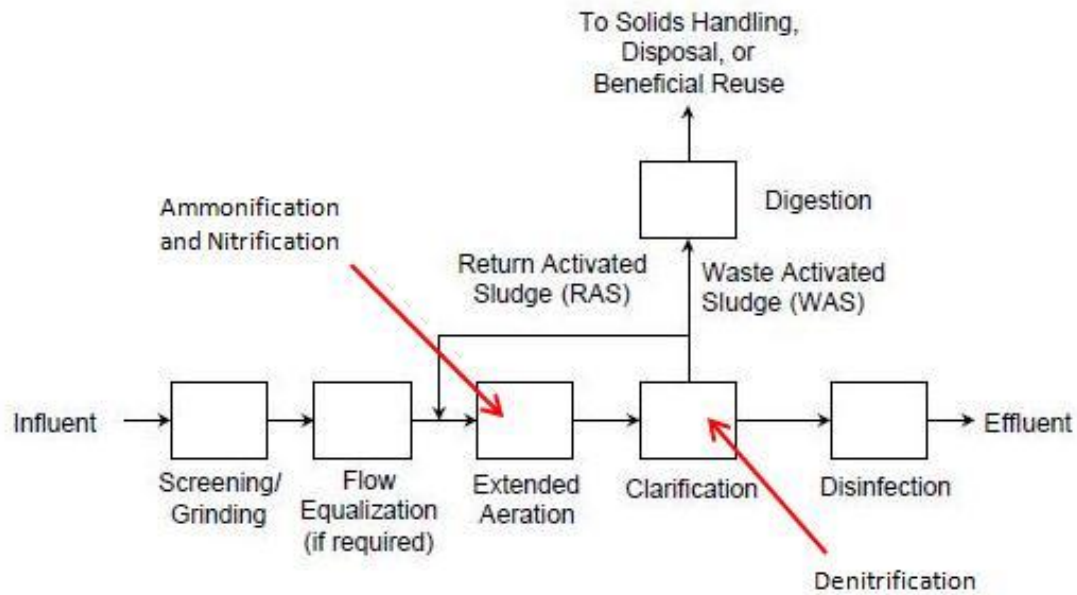 To Solids Handling,
Disposal, or
Beneficial Reuse
Digestion
Ammonification
and Nitrification
Return Activated
Sludge (RAS)
Waste Activated
Sludge (WAS)
Influent
Effluent
Screening/
Grinding
Flow
Equalization
(if required)
Extended
Aeration
Clarification
Disinfection
Denitrification